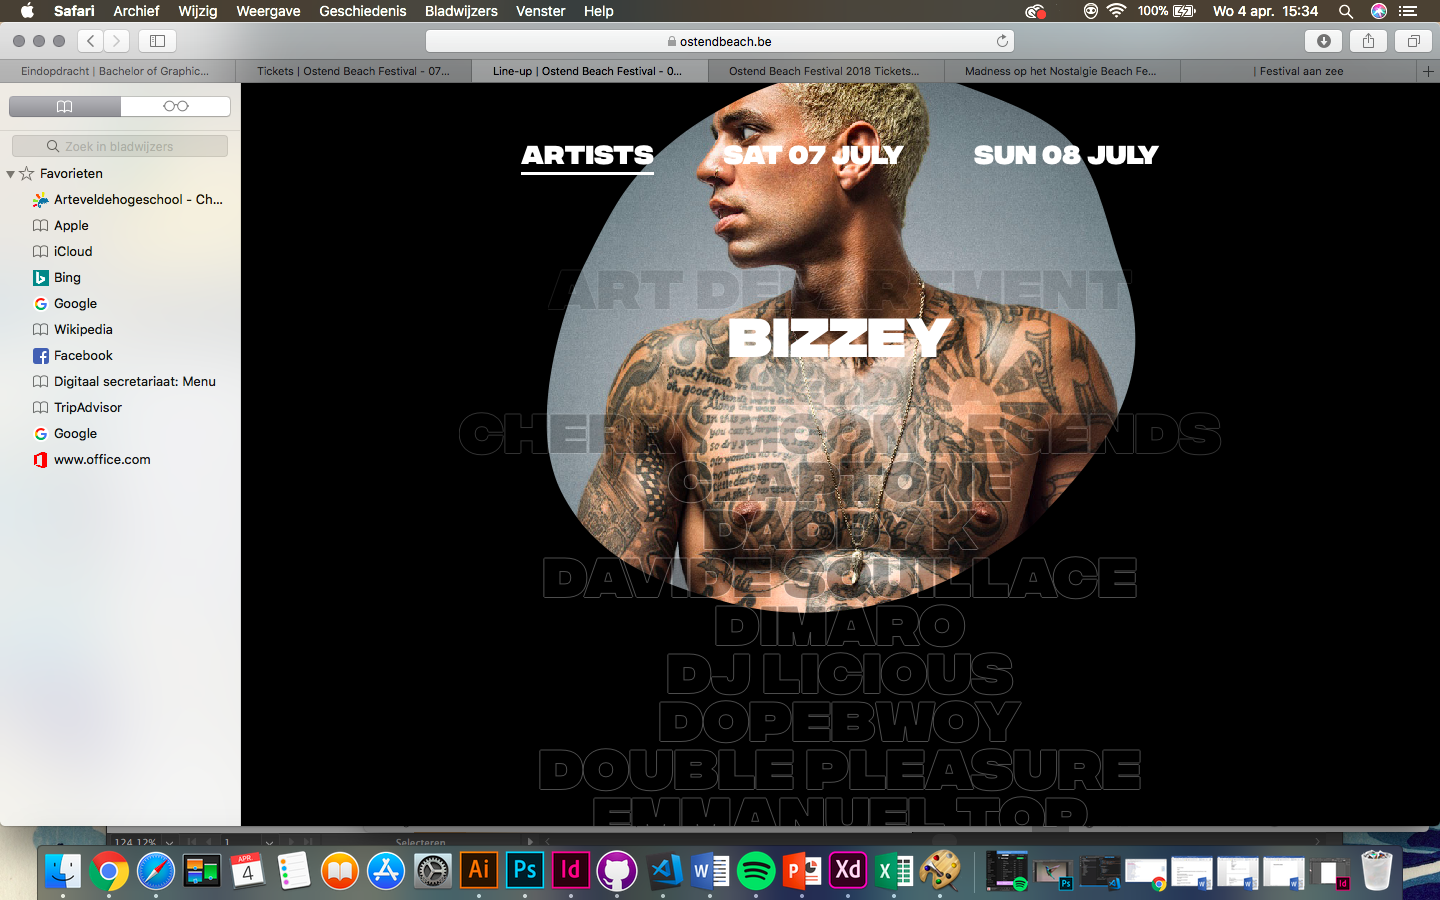 Safari Archief Wijzig Weergave Geschiedenis Bladwijzers Venster Help 100% Wo 4 apr. 15:34
ostendbeach.be
Eindopdracht | Bachelor of Graphic... Tickets | Ostend Beach Festival - 07... Line-up | Ostend Beach Festival - 0... Ostend Beach Festival 2018 Tickets... Madness op het Nostalgie Beach Fe... | Festival aan zee
Zoek in bladwijzers
Favorieten
Arteveldehogeschool - Ch...
Apple
iCloud
Bing
Google
Wikipedia
Facebook
Digitaal secretariaat: Menu
TripAdvisor
Google
www.office.com
ARTISTS SAT 07 JULY SUN 08 JULY
ART DEPARTMENT
BIZZEY
CHERRY MOON LEGENDS
CLAPTONE
DADDY K
DAVIDE SQUILLACE
DIMARO
DJ LICIOUS
DOPEBWOY
DOUBLE PLEASURE
EMMANUEL TOP
124,12% 1 Selecteren
APR
4
Ai Ps Id Xd